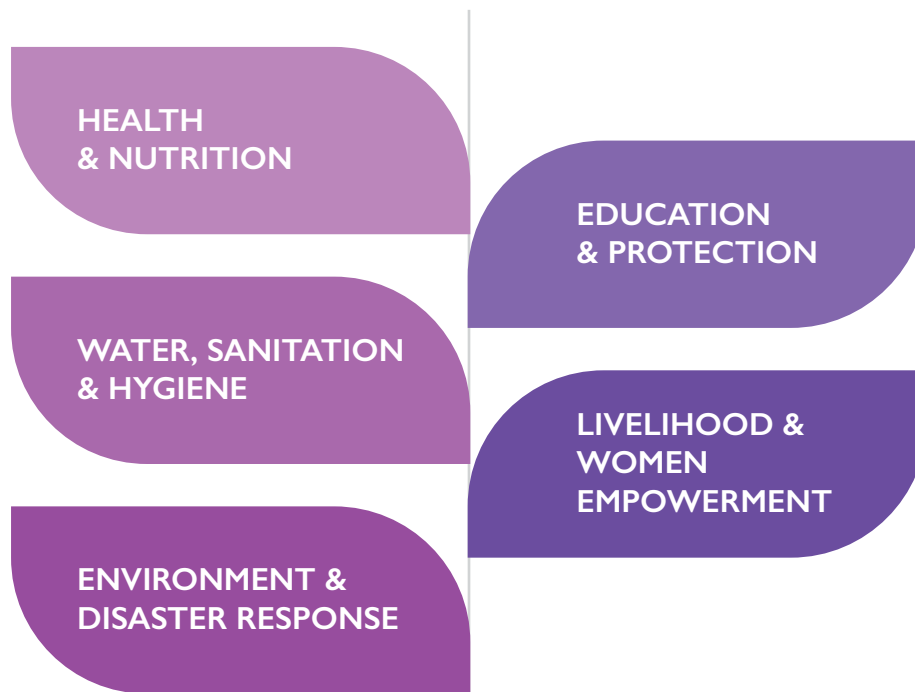 HEALTH
& NUTRITION
EDUCATION
& PROTECTION
WATER, SANITATION
& HYGIENE
LIVELIHOOD &
WOMEN
EMPOWERMENT
ENVIRONMENT &
DISASTER RESPONSE